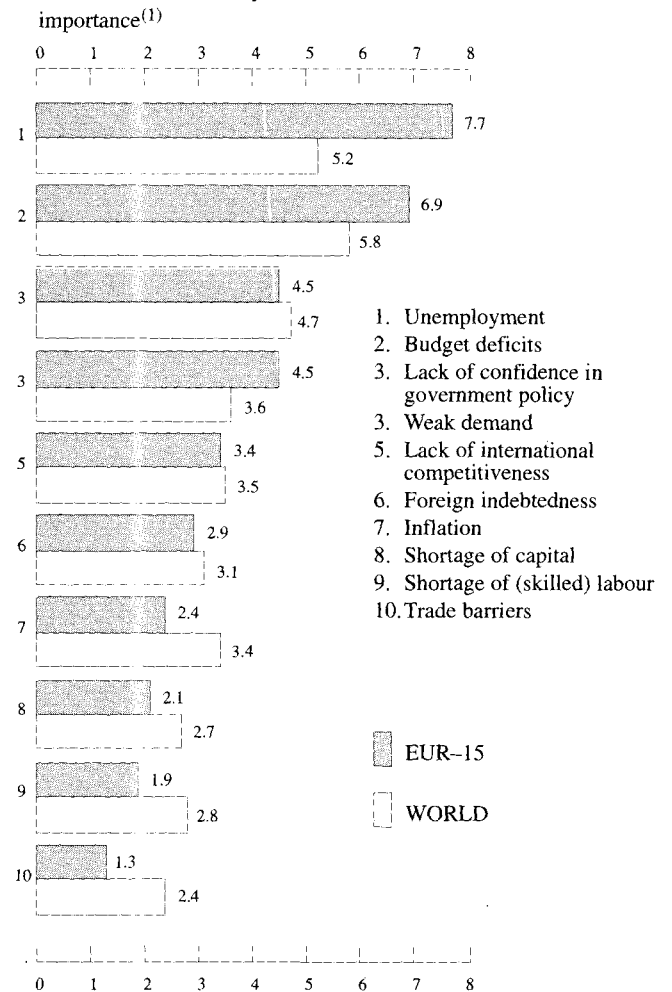 importance(1)
0 1 2 3 4 5 6 7 8
1 7.7
5.2
2 6.9
5.8
3 4.5
4.7
3 4.5
3.6
5 3.4
3.5
6 2.9
3.1
7 2.4
3.4
8 2.1
2.7
9 1.9
2.8
10 1.3
2.4
0 1 2 3 4 5 6 7 8
1. Unemployment
2. Budget deficits
3. Lack of confidence in
government policy
3. Weak demand
5. Lack of international
competitiveness
6. Foreign indebtedness
7. Inflation
8. Shortage of capital
9. Shortage of (skilled) labour
10. Trade barriers
EUR–15
WORLD